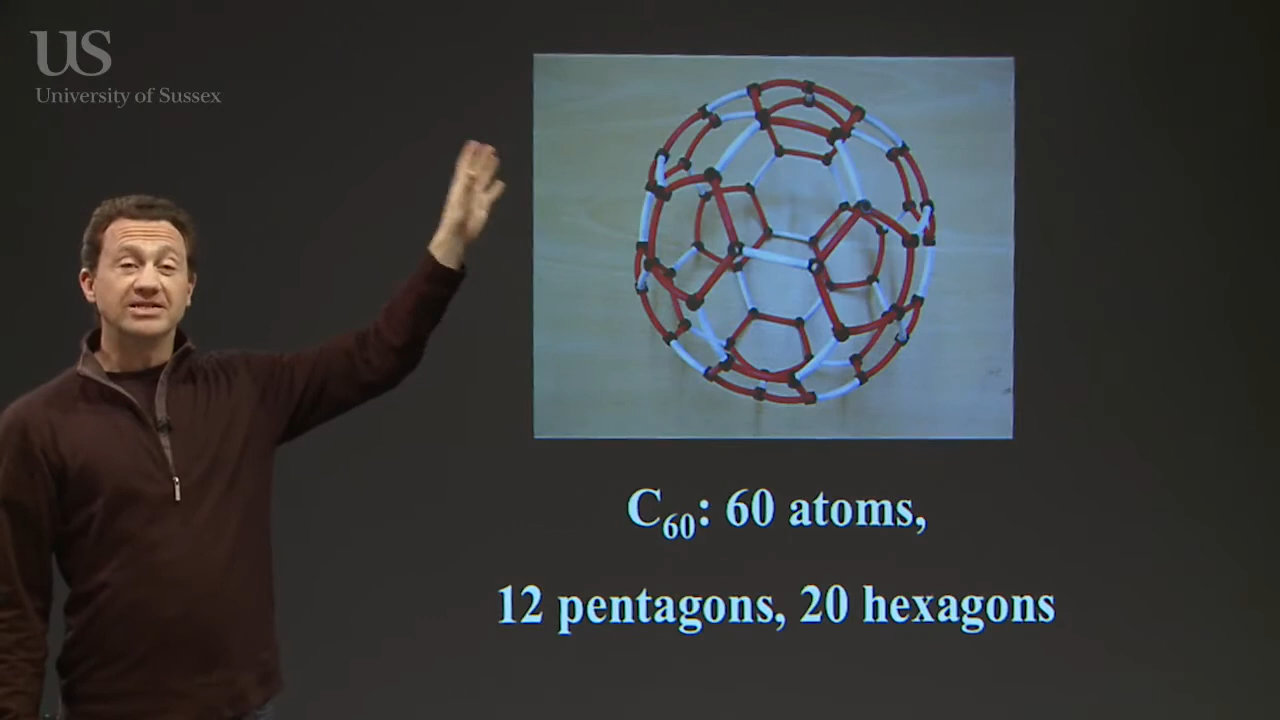 US
University of Sussex
C₆₀: 60 atoms,
12 pentagons, 20 hexagons